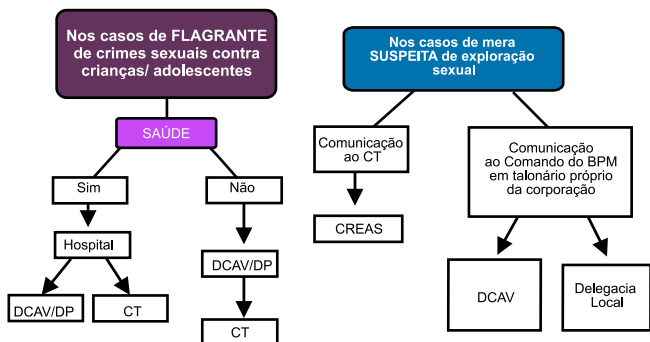 Nos casos de FLAGRANTE
de crimes sexuais contra
crianças/ adolescentes
SAÚDE
Sim
Não
Hospital
DCAV/DP
CT
DCAV/DP
CT
Nos casos de mera
SUSPEITA de exploração
sexual
Comunicação
ao CT
CREAS
Comunicação
ao Comando do BPM
em talonário próprio
da corporação
DCAV
Delegacia
Local